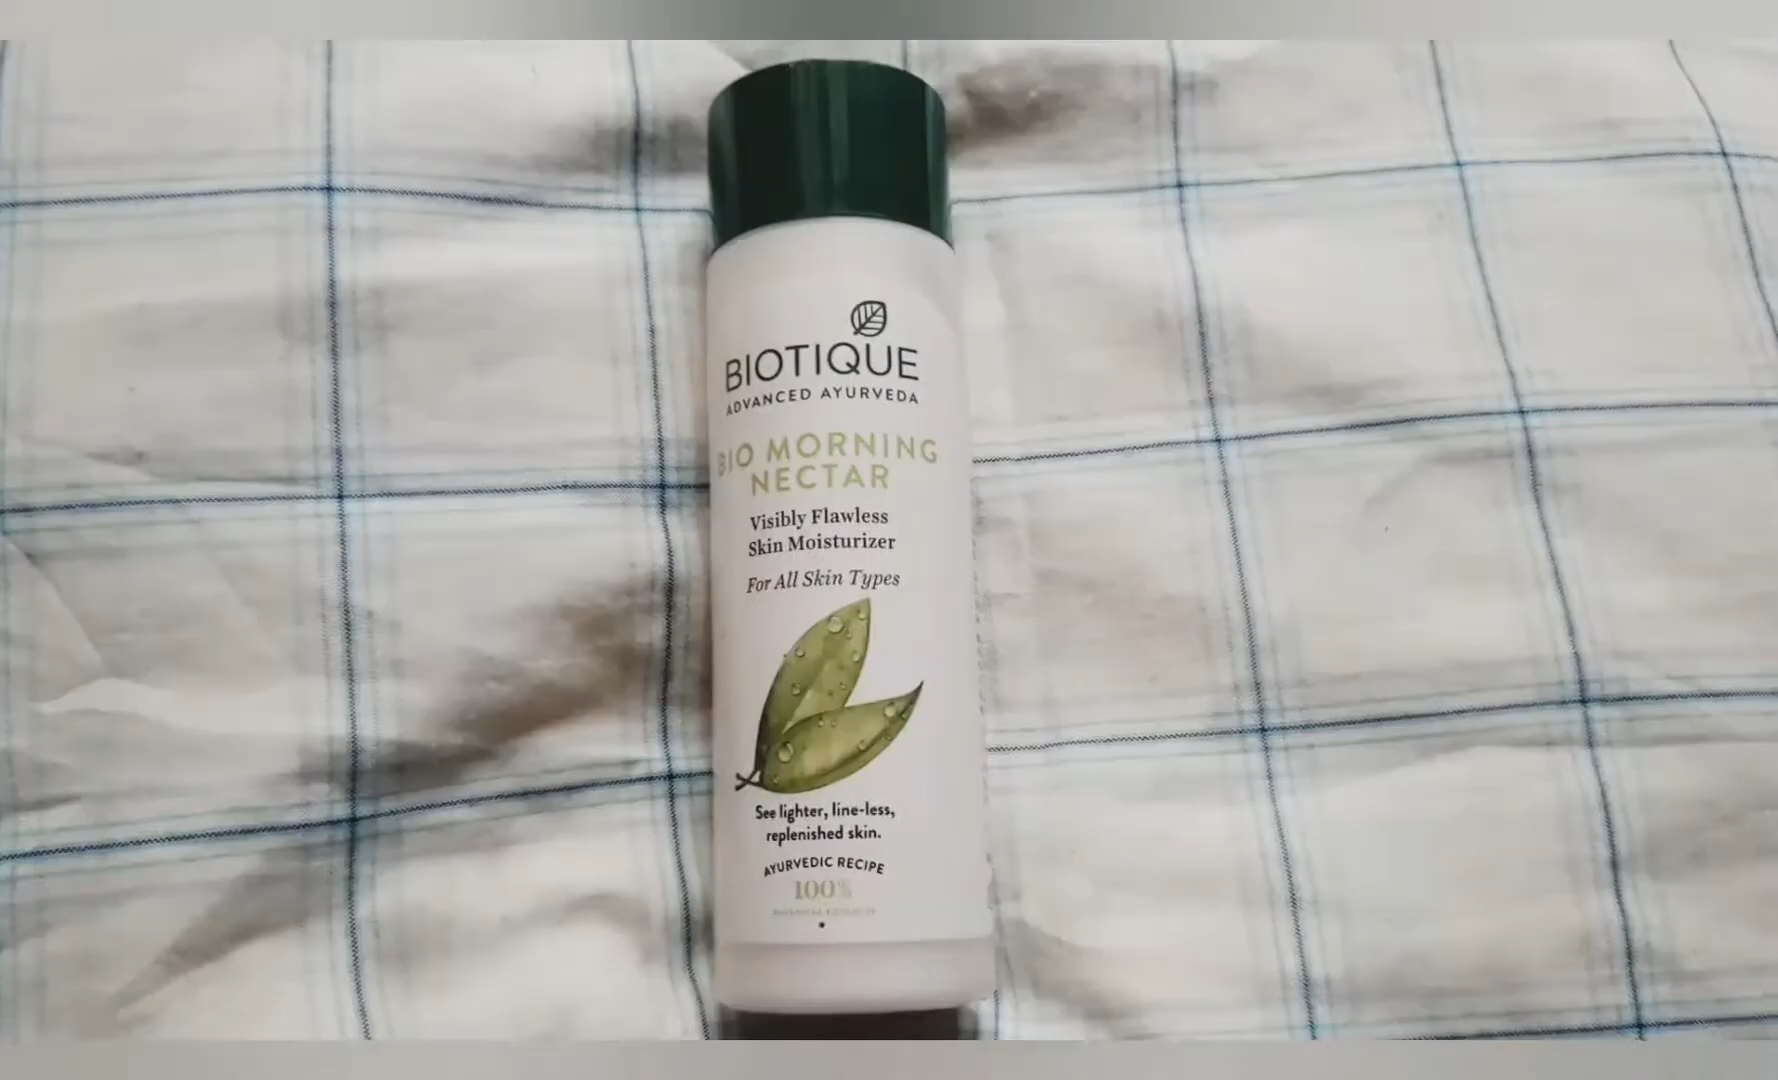 BIOTIQUE
ADVANCED AYURVEDA
BIO MORNING
NECTAR
Visibly Flawless
Skin Moisturizer
For All Skin Types
See lighter, line-less,
replenished skin.
AYURVEDIC RECIPE
100%